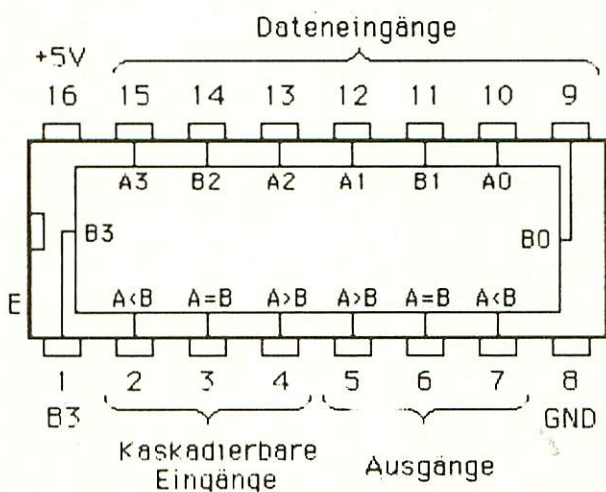 Dateneingänge
+5V
16 15 14 13 12 11 10 9
A3 B2 A2 A1 B1 A0
B3 B0
E A<B A=B A>B A>B A=B A<B
1 2 3 4 5 6 7 8
B3 GND
Kaskadierbare
Eingänge
Ausgänge